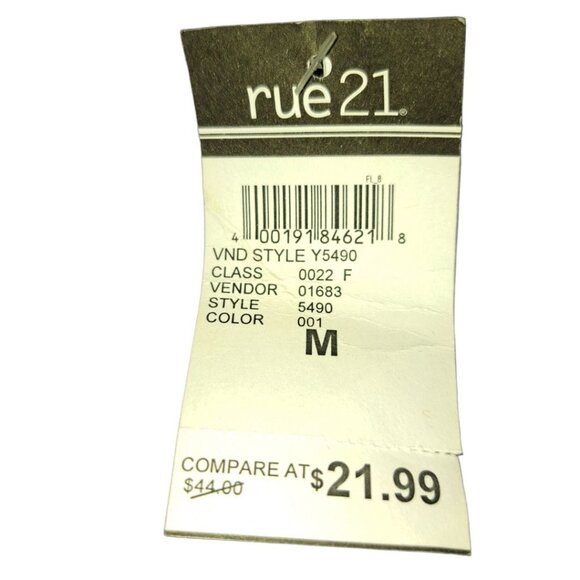 rue21®
FL_8
4 00191 84621 8
VND STYLE Y5490
CLASS 0022 F
VENDOR 01683
STYLE 5490
COLOR 001
M
COMPARE AT $21.99
$44.00